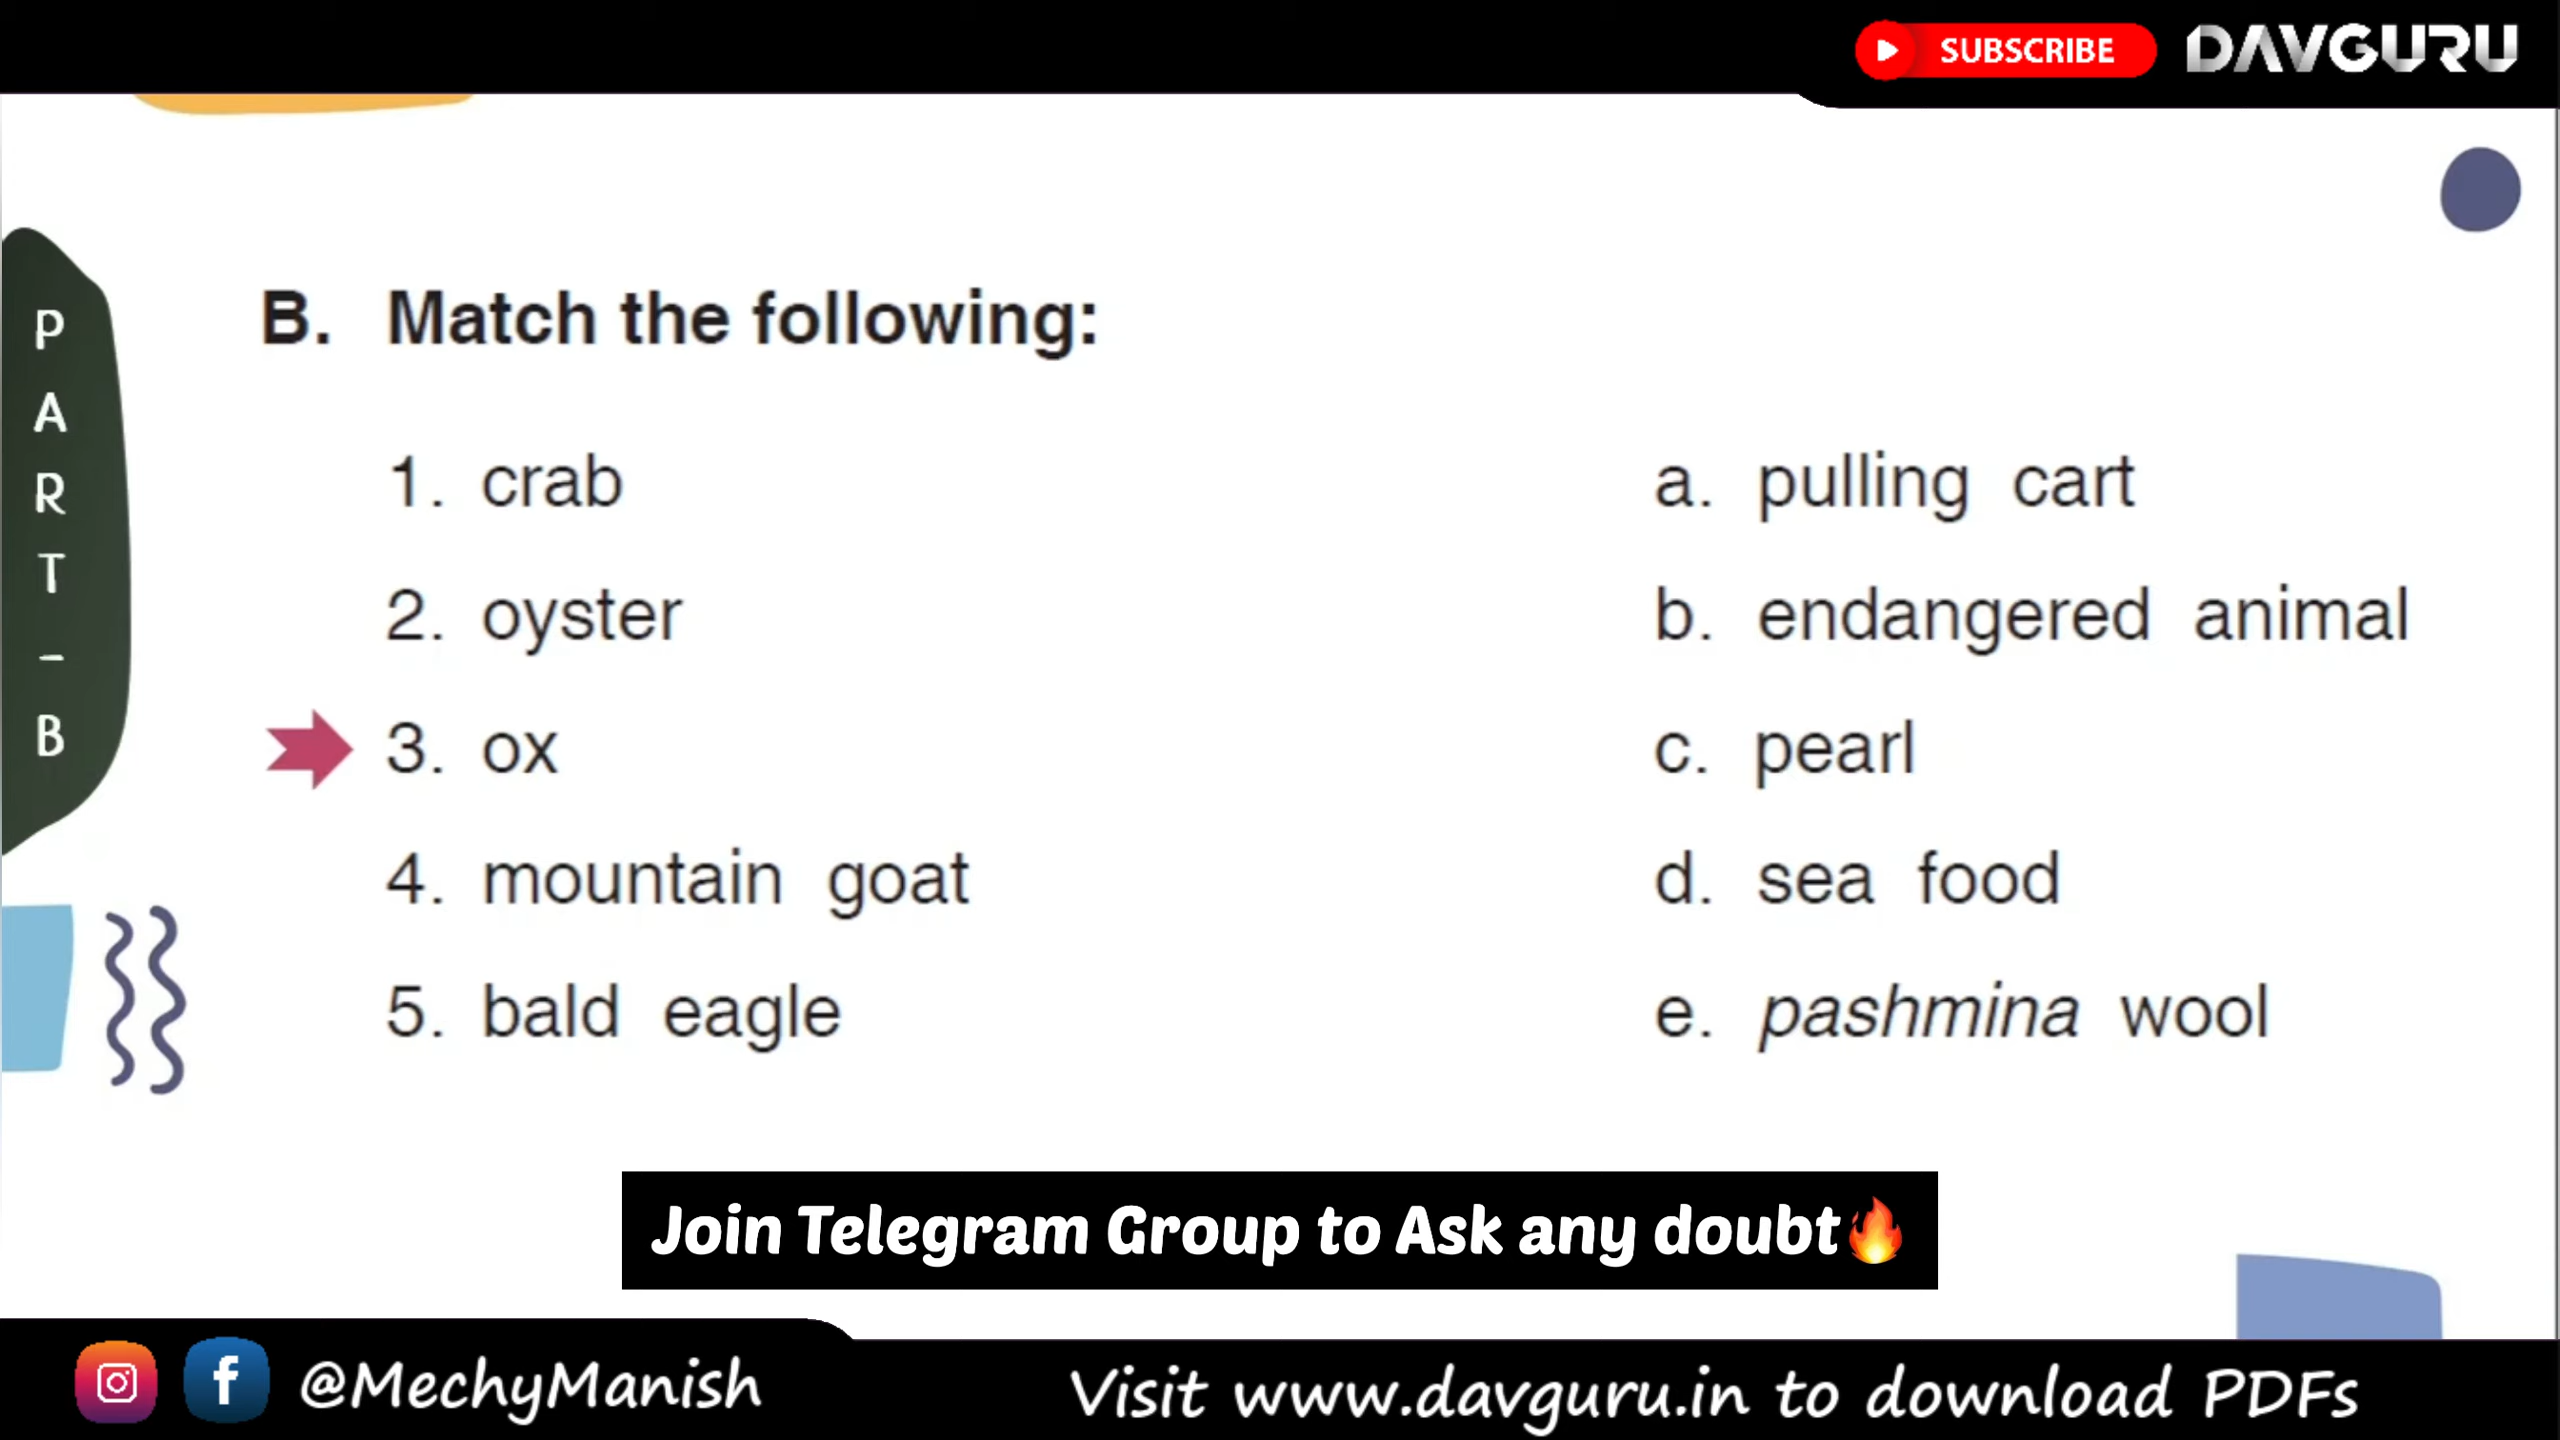 SUBSCRIBE DAVGURU
PART-B
B. Match the following:
1. crab a. pulling cart
2. oyster b. endangered animal
3. ox c. pearl
4. mountain goat d. sea food
5. bald eagle e. pashmina wool
Join Telegram Group to Ask any doubt🔥
@MechyManish Visit www.davguru.in to download PDFs